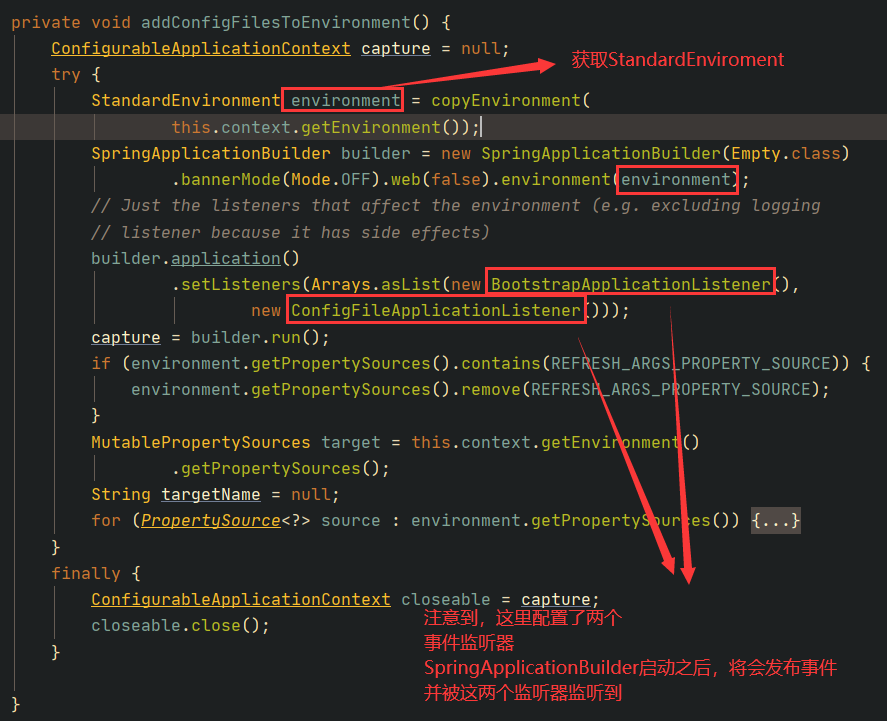 private void addConfigFilesToEnvironment() {
ConfigurableApplicationContext capture = null;
获取StandardEnviroment
try {
StandardEnvironment environment = copyEnvironment(
this.context.getEnvironment());
SpringApplicationBuilder builder = new SpringApplicationBuilder(Empty.class)
.bannerMode(Mode.OFF).web(false).environment(environment);
// Just the listeners that affect the environment (e.g. excluding logging
// listener because it has side effects)
builder.application()
.setListeners(Arrays.asList(new BootstrapApplicationListener(),
new ConfigFileApplicationListener()));
capture = builder.run();
if (environment.getPropertySources().contains(REFRESH_ARGS_PROPERTY_SOURCE)) {
environment.getPropertySources().remove(REFRESH_ARGS_PROPERTY_SOURCE);
}
MutablePropertySources target = this.context.getEnvironment()
.getPropertySources();
String targetName = null;
for (PropertySource<?> source : environment.getPropertySources()) {...}
}
finally {
ConfigurableApplicationContext closeable = capture;
closeable.close();
}
}
注意到，这里配置了两个
事件监听器
SpringApplicationBuilder启动之后，将会发布事件
并被这两个监听器监听到